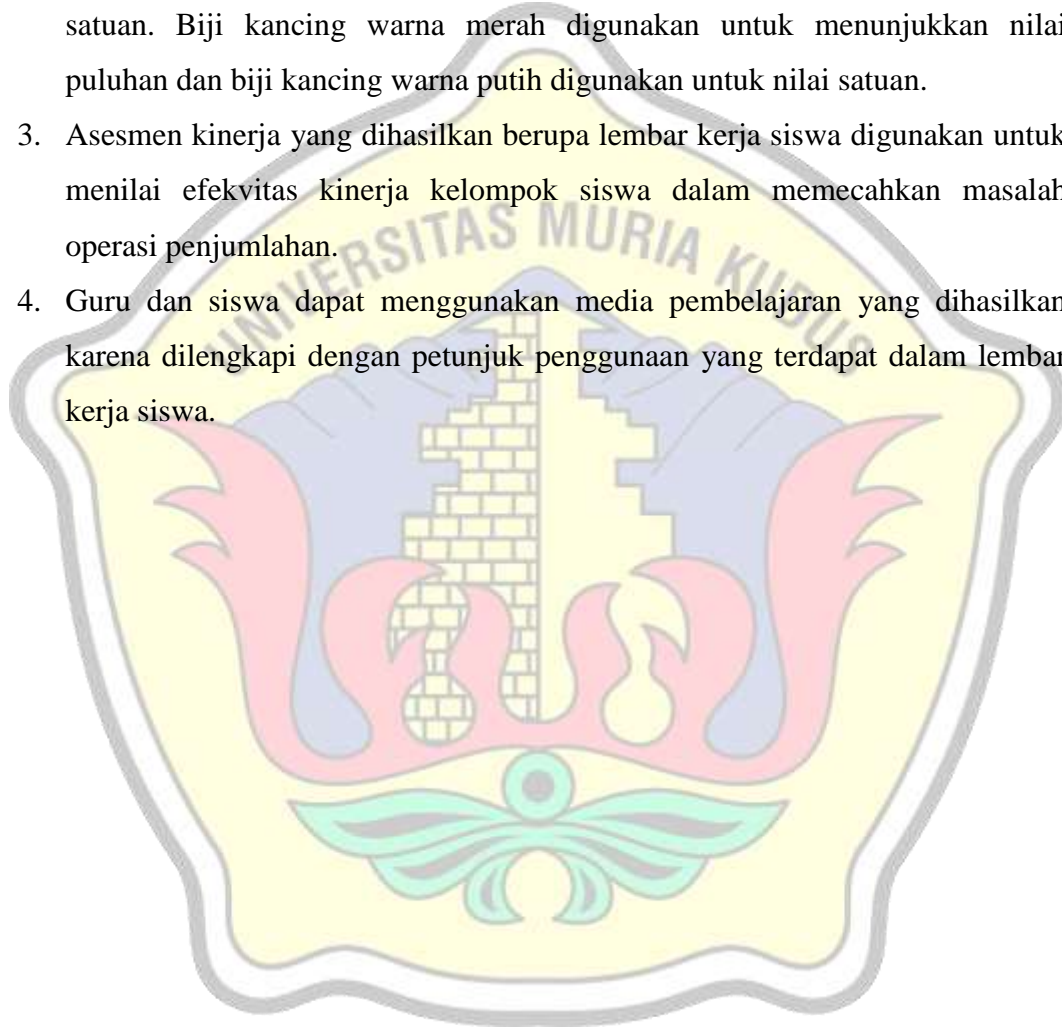 satuan. Biji kancing warna merah digunakan untuk menunjukkan nilai
puluhan dan biji kancing warna putih digunakan untuk nilai satuan.
3. Asesmen kinerja yang dihasilkan berupa lembar kerja siswa digunakan untuk
menilai efekvitas kinerja kelompok siswa dalam memecahkan masalah
operasi penjumlahan.
4. Guru dan siswa dapat menggunakan media pembelajaran yang dihasilkan
karena dilengkapi dengan petunjuk penggunaan yang terdapat dalam lembar
kerja siswa.
UNIVERSITAS MURIA KUDUS